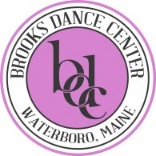 BROOKS DANCE CENTER
bdc
WATERBORO, MAINE